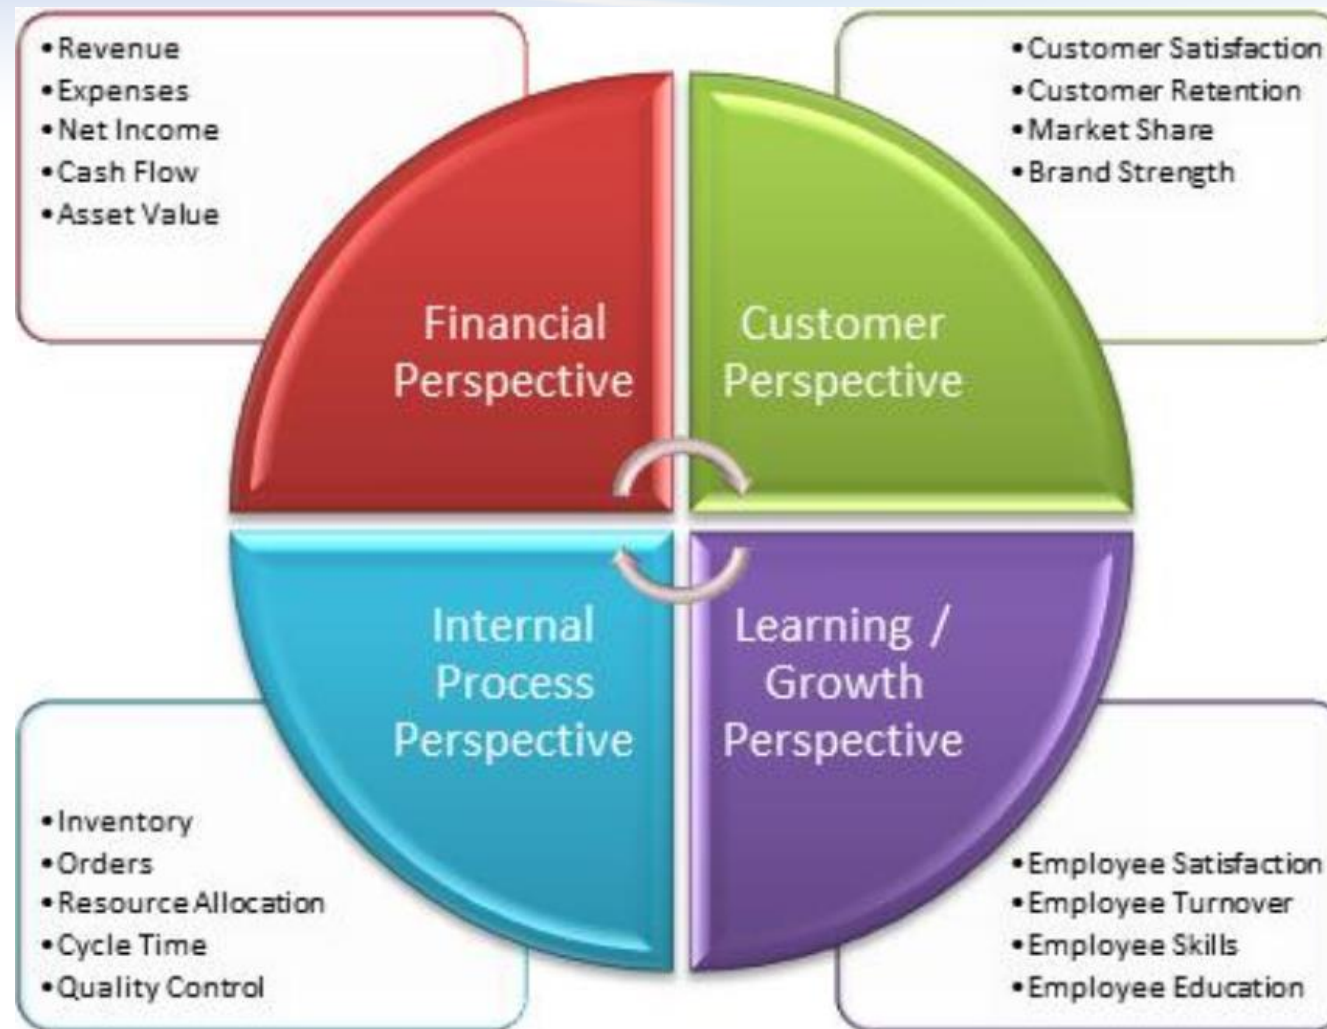 •Revenue
•Expenses
•Net Income
•Cash Flow
•Asset Value
•Customer Satisfaction
•Customer Retention
•Market Share
•Brand Strength
Financial
Perspective
Customer
Perspective
Internal
Process
Perspective
Learning /
Growth
Perspective
•Inventory
•Orders
•Resource Allocation
•Cycle Time
•Quality Control
•Employee Satisfaction
•Employee Turnover
•Employee Skills
•Employee Education